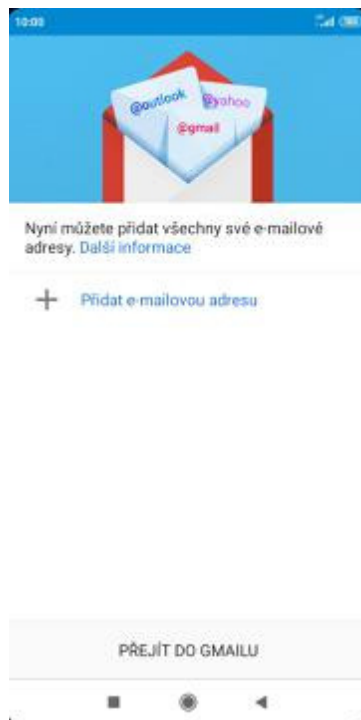 10:00
@outlook
@yahoo
@gmail
Nyní můžete přidat všechny své e-mailové
adresy. Další informace
Přidat e-mailovou adresu
PŘEJÍT DO GMAILU